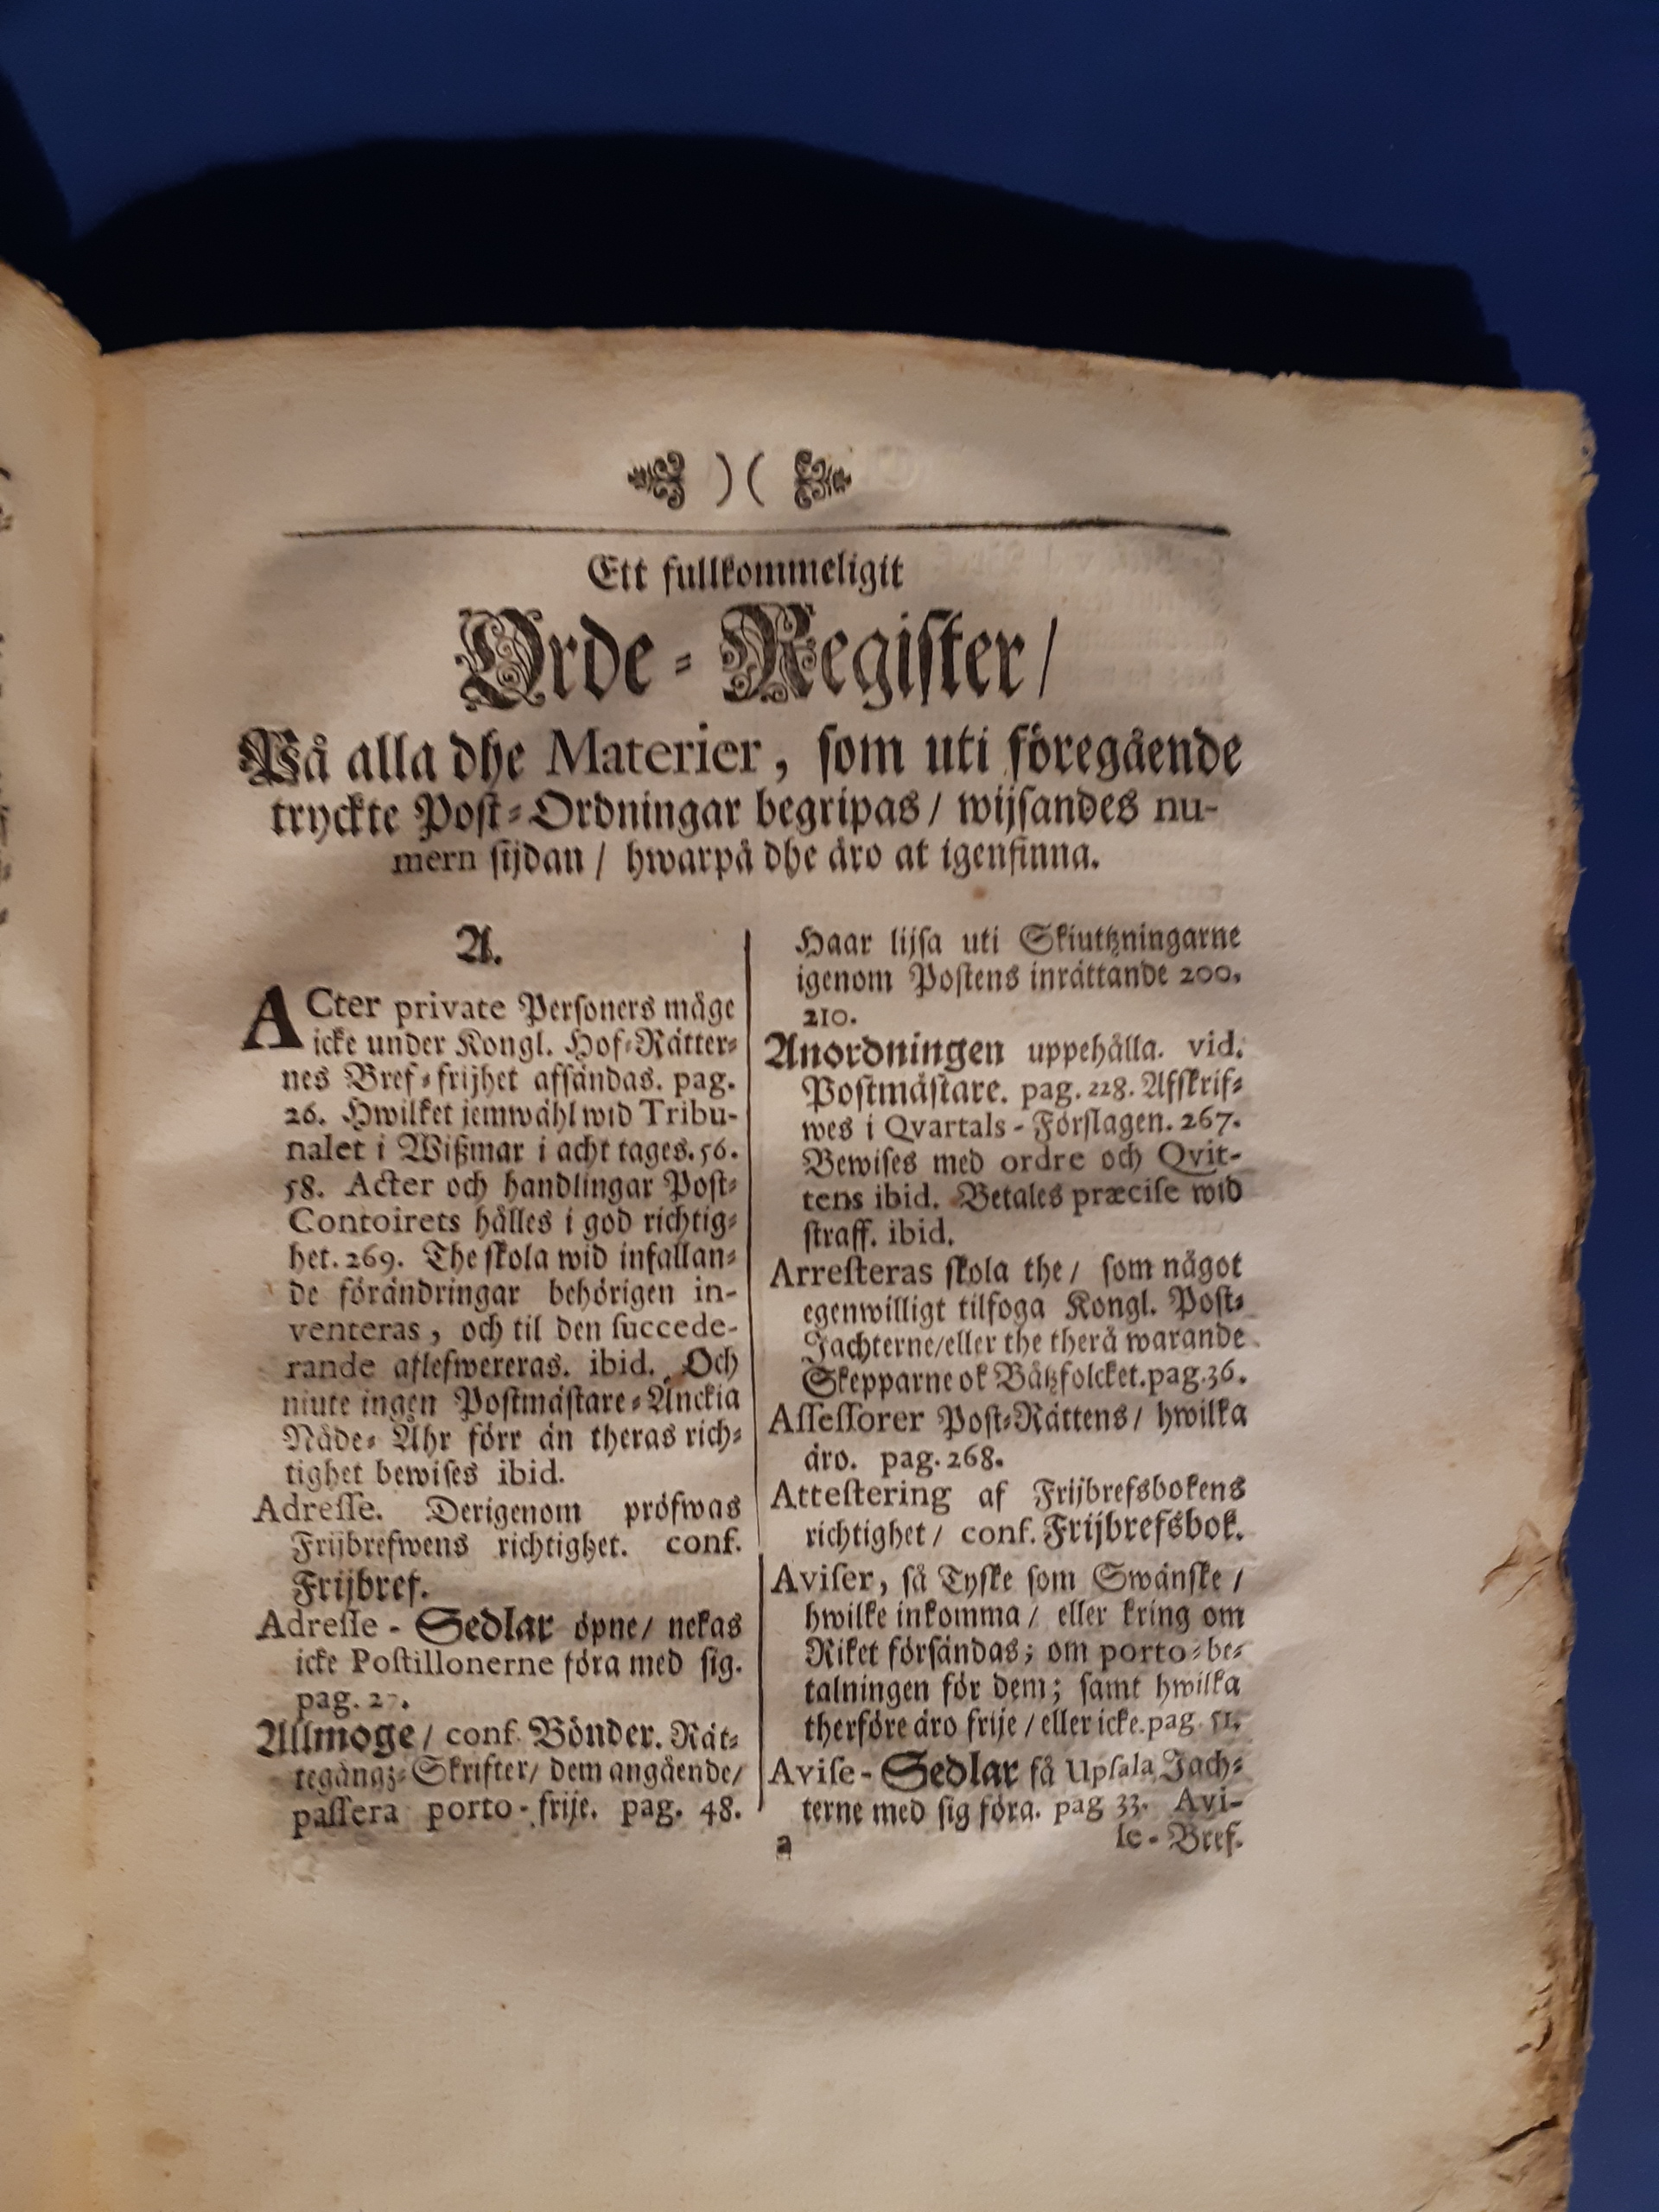 )(
Ett fullkommeligit
Orde-Register/
På alla dhe Materier, som uti föregående
tryckte Post-Ordningar begripas/ wijsandes nu-
mern sijdan/ hwarpå dhe äro at igenfinna.
A.
ACter private Personers måge
icke under Kongl. Hof-Rätter-
nes Bref-frijhet afsändas. pag.
26. Hwilket jemwähl wid Tribu-
nalet i Wißmar i acht tages. 56.
58. Acter och handlingar Post-
Contoirets hålles i god richtig-
het. 269. The skola wid infallan-
de förändringar behörigen in-
venteras, och til den succede-
rande aflefwereras. ibid. Och
niute ingen Postmästare-Änckia
Nåde-Åhr förr än theras rich-
tighet bewises ibid.
Adresse. Derigenom pröfwas
Frijbrefwens richtighet. conf.
Frijbref.
Adresse-Sedlar öpne/ nekas
icke Postillonerne föra med sig.
pag. 27.
Allmoge/ conf. Bönder. Rät-
tegångz-Skrifter/ dem angående/
passera porto-frije. pag. 48.
Haar lijsa uti Skiutzningarne
igenom Postens inrättande 200.
210.
Anordningen uppehålla. vid.
Postmästare. pag. 228. Afskrif-
wes i Qvartals-Förslagen. 267.
Bewises med ordre och Qvit-
tens ibid. Betales præcise wid
straff. ibid.
Arresteras skola the/ som något
egenwilligt tilfoga Kongl. Post-
Jachterne/eller the therå warande
Skepparne ok Båtzfolcket. pag. 36.
Assessorer Post-Rättens/ hwilka
äro. pag. 268.
Attestering af Frijbrefsbokens
richtighet/ conf. Frijbrefsbok.
Aviser, så Tyske som Swänske/
hwilke inkomma/ eller kring om
Riket försändas; om porto-be-
talningen för dem; samt hwilka
therföre äro frije/ eller icke. pag. 51.
Avise-Sedlar få Upsala Jach-
terne med sig föra. pag 33. Avi-
a
se-Bref.